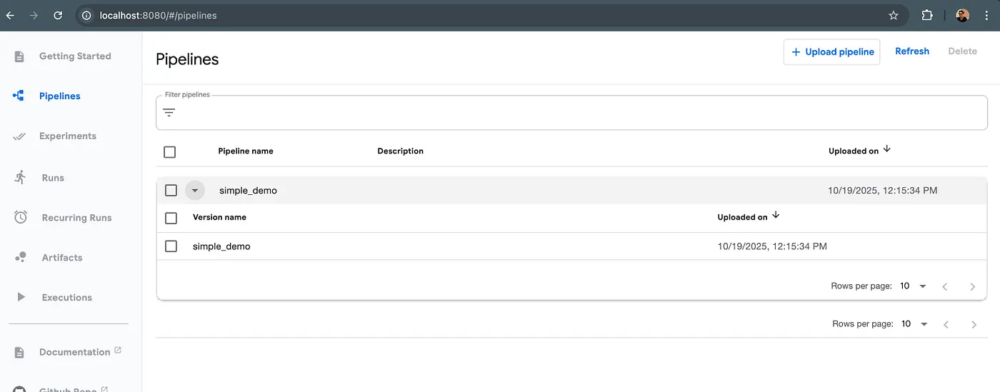 localhost:8080/#/pipelines
Getting Started
Pipelines
Experiments
Runs
Recurring Runs
Artifacts
Executions
Documentation
Github Repo
Pipelines
+ Upload pipeline Refresh Delete
Filter pipelines
Pipeline name Description Uploaded on
simple_demo 10/19/2025, 12:15:34 PM
Version name Uploaded on
simple_demo 10/19/2025, 12:15:34 PM
Rows per page: 10
Rows per page: 10